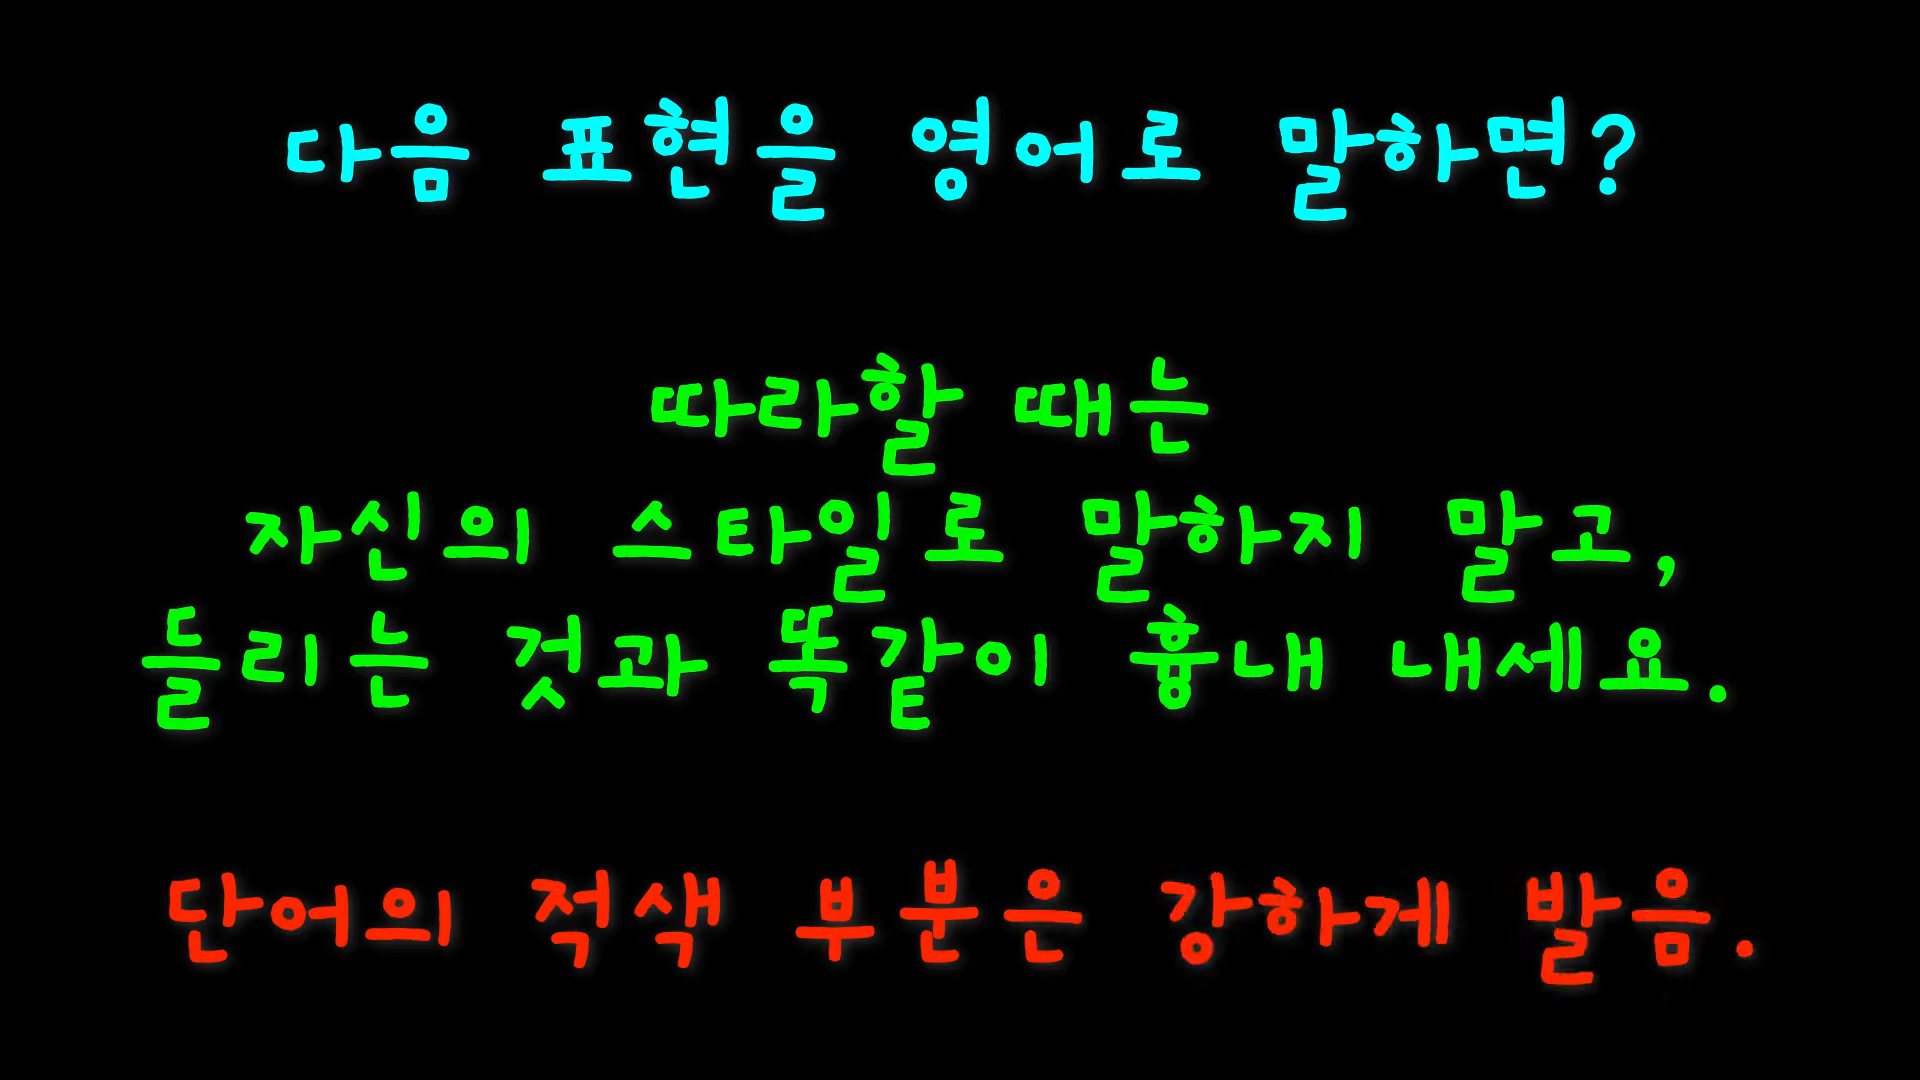 다음 표현을 영어로 말하면?
따라할 때는
자신의 스타일로 말하지 말고,
들리는 것과 똑같이 흉내 내세요.
단어의 적색 부분은 강하게 발음.